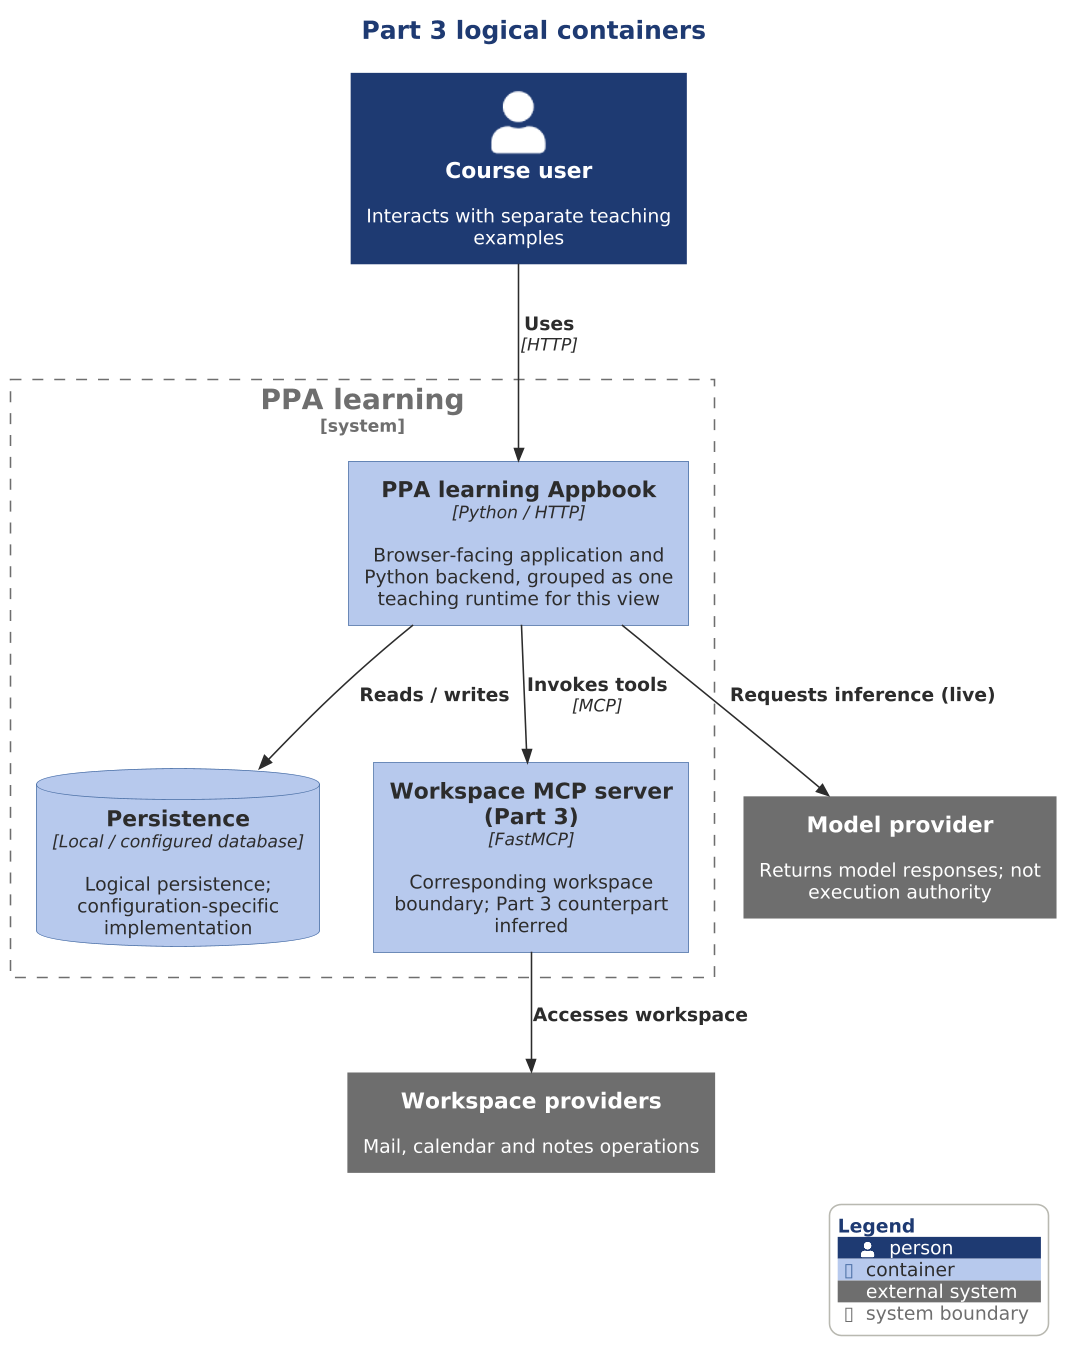 Part 3 logical containers
Course user
Interacts with separate teaching
examples
Uses
[HTTP]
PPA learning
[system]
PPA learning Appbook
[Python / HTTP]
Browser-facing application and
Python backend, grouped as one
teaching runtime for this view
Reads / writes
Invokes tools
[MCP]
Requests inference (live)
Persistence
[Local / configured database]
Logical persistence;
configuration-specific
implementation
Workspace MCP server
(Part 3)
[FastMCP]
Corresponding workspace
boundary; Part 3 counterpart
inferred
Model provider
Returns model responses; not
execution authority
Accesses workspace
Workspace providers
Mail, calendar and notes operations
Legend
person
container
external system
system boundary